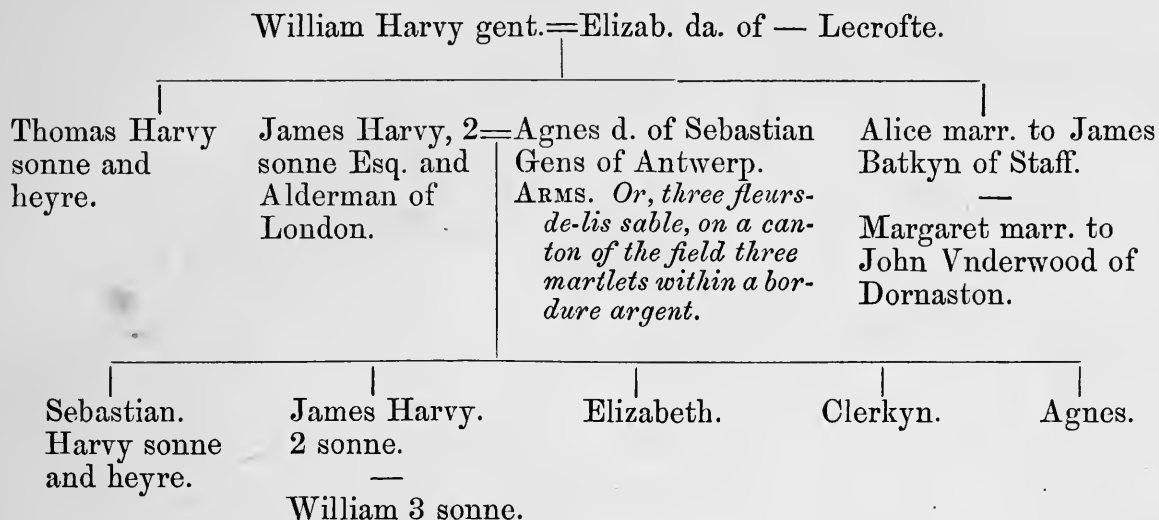 William Harvy gent.=Elizab. da. of — Lecrofte.
Thomas Harvy
sonne and
heyre.
James Harvy, 2=
sonne Esq. and
Alderman of
London.
Agnes d. of Sebastian
Gens of Antwerp.
ARMS. Or, three fleurs-
de-lis sable, on a can-
ton of the field three
martlets within a bor-
dure argent.
Alice marr. to James
Batkyn of Staff.
—
Margaret marr. to
John Vnderwood of
Dornaston.
Sebastian.
Harvy sonne
and heyre.
James Harvy.
2 sonne.
—
William 3 sonne.
Elizabeth.
Clerkyn.
Agnes.